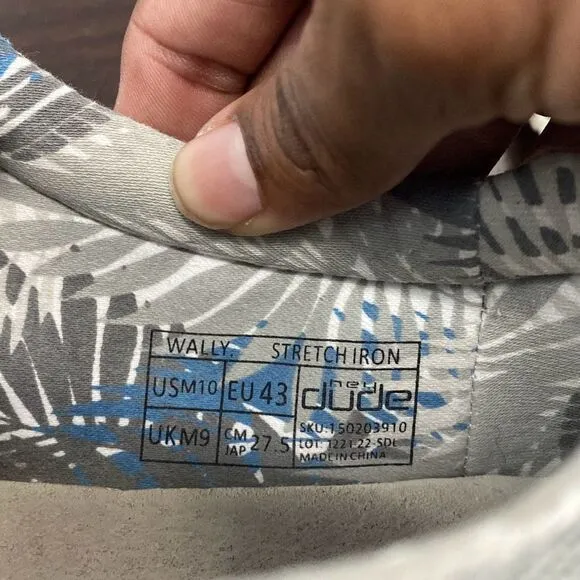 WALLY. STRETCH IRON
USM10 EU 43 hey dude
UKM9 CM JAP 27.5 SKU:150203910
LOT: 1221-22-SDL
MADE IN CHINA